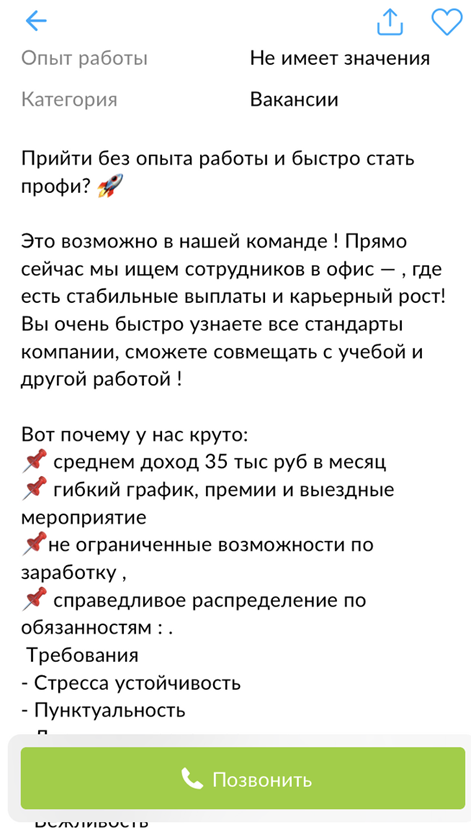 Опыт работы Не имеет значения
Категория Вакансии
Прийти без опыта работы и быстро стать
профи? 🚀
Это возможно в нашей команде ! Прямо
сейчас мы ищем сотрудников в офис — , где
есть стабильные выплаты и карьерный рост!
Вы очень быстро узнаете все стандарты
компании, сможете совмещать с учебой и
другой работой !
Вот почему у нас круто:
📌 среднем доход 35 тыс руб в месяц
📌 гибкий график, премии и выездные
мероприятие
📌не ограниченные возможности по
заработку ,
📌 справедливое распределение по
обязанностям : .
Требования
- Стресса устойчивость
- Пунктуальность
Позвонить
Вежливость